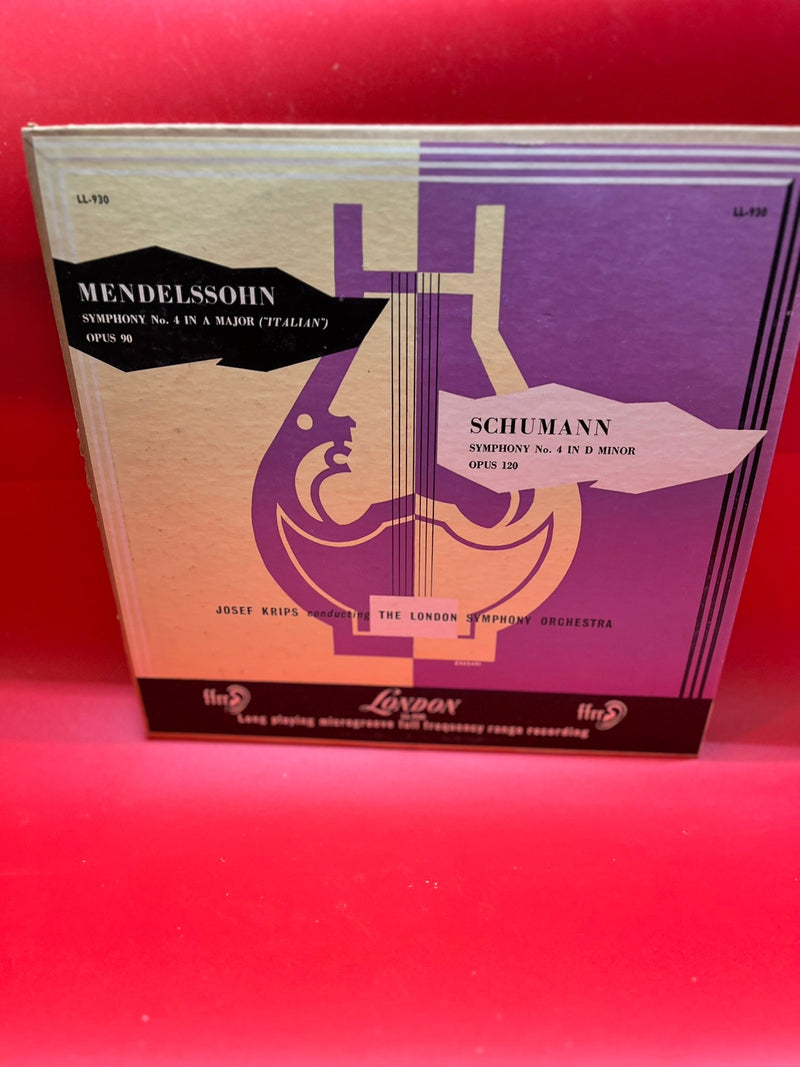 LL-930
LL-930
MENDELSSOHN
SYMPHONY No. 4 IN A MAJOR ("ITALIAN")
OPUS 90
SCHUMANN
SYMPHONY No. 4 IN D MINOR
OPUS 120
JOSEF KRIPS conducting THE LONDON SYMPHONY ORCHESTRA
ffrr LONDON ffrr
Long playing microgroove full frequency range recording